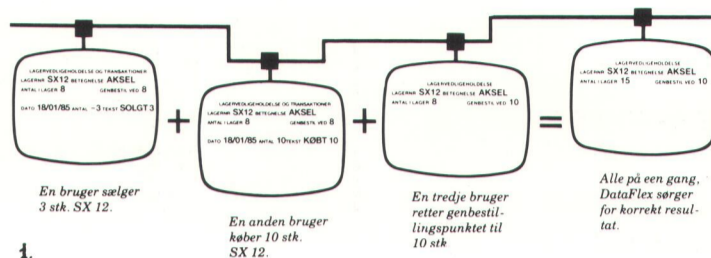 LAGERVEDLIGEHOLDELSE OG TRANSAKTIONER
LAGERNR SX12 BETEGNELSE AKSEL
ANTAL I LAGER 8 GENBESTIL VED 8
DATO 18/01/85 ANTAL -3 TEKST SOLGT 3
En bruger sælger
3 stk. SX 12.
+
LAGERVEDLIGEHOLDELSE OG TRANSAKTIONER
LAGERNR SX12 BETEGNELSE AKSEL
ANTAL I LAGER 8 GENBESTIL VED 8
DATO 18/01/85 ANTAL 10 TEKST KØBT 10
En anden bruger
køber 10 stk.
SX 12.
+
LAGERVEDLIGEHOLDELSE
LAGERNR SX12 BETEGNELSE AKSEL
ANTAL I LAGER 8 GENBESTIL VED 10
En tredje bruger
retter genbestil-
lingspunktet til
10 stk
=
LAGERVEDLIGEHOLDELSE
LAGERNR SX12 BETEGNELSE AKSEL
ANTAL I LAGER 15 GENBESTIL VED 10
Alle på een gang,
DataFlex sørger
for korrekt resul-
tat.
1.